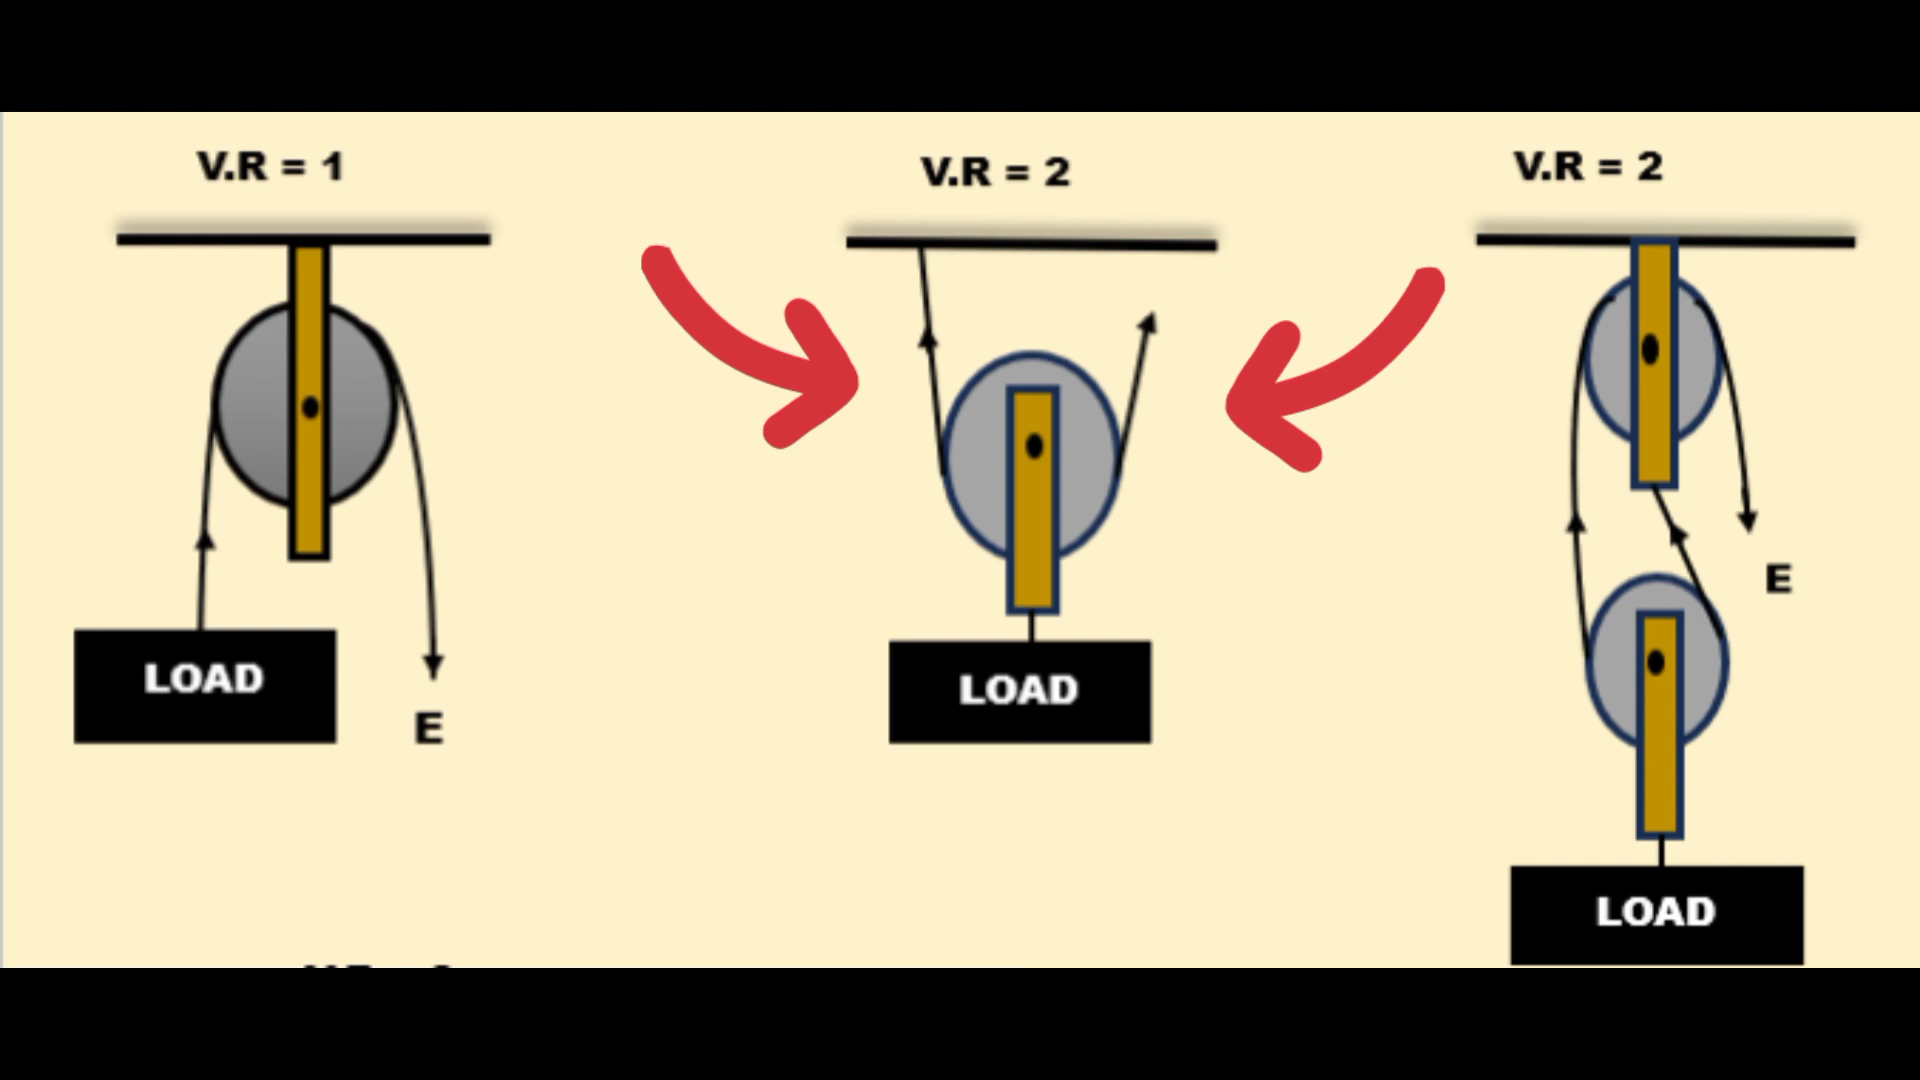 V.R = 1
V.R = 2
V.R = 2
LOAD
E
LOAD
E
LOAD